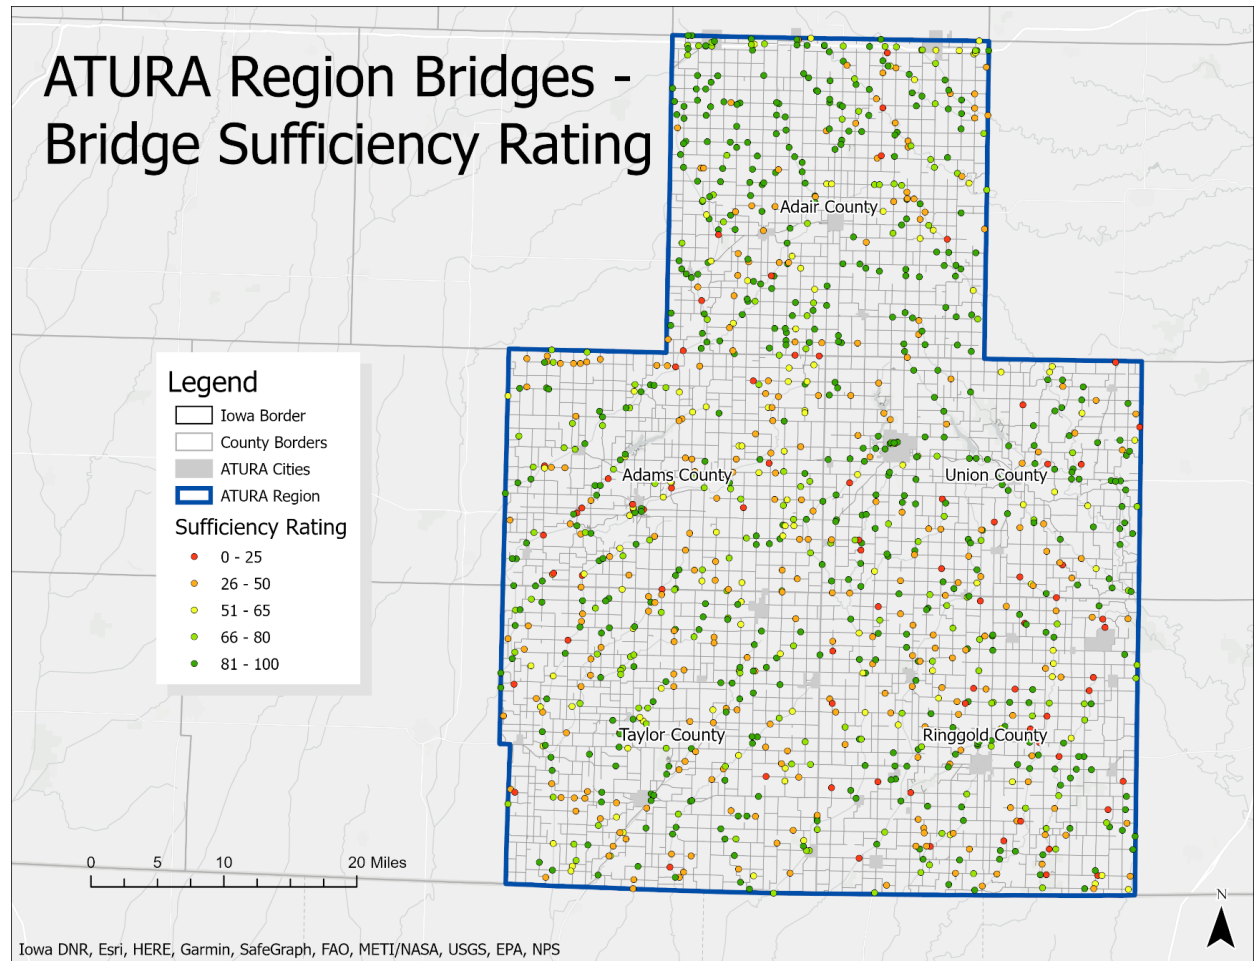 ATURA Region Bridges -
Bridge Sufficiency Rating
Adair County
Legend
Iowa Border
County Borders
ATURA Cities
ATURA Region
Sufficiency Rating
0 - 25
26 - 50
51 - 65
66 - 80
81 - 100
Adams County
Union County
Taylor County
Ringgold County
0 5 10 20 Miles
N
Iowa DNR, Esri, HERE, Garmin, SafeGraph, FAO, METI/NASA, USGS, EPA, NPS